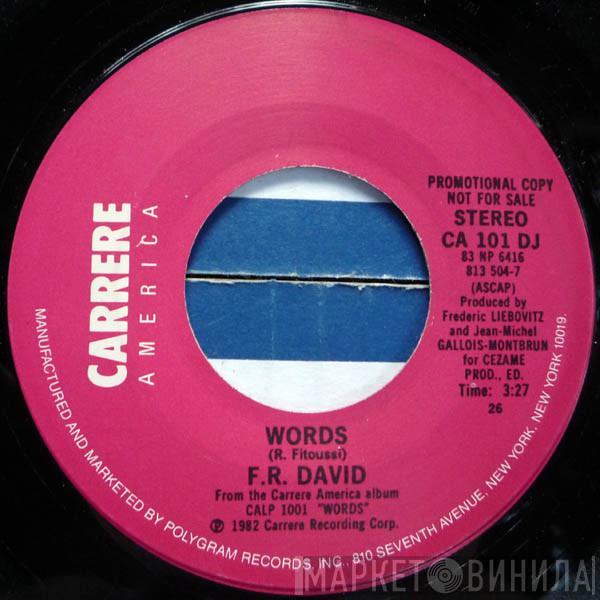 CARRERE
AMERICA
PROMOTIONAL COPY
NOT FOR SALE
STEREO
CA 101 DJ
83 NP 6416
813 504-7
(ASCAP)
Produced by
Frederic LIEBOVITZ
and Jean-Michel
GALLOIS-MONTBRUN
for CEZAME
PROD., ED.
Time: 3:27
26
WORDS
(R. Fitoussi)
F.R. DAVID
From the Carrere America album
CALP 1001 "WORDS"
℗ 1982 Carrere Recording Corp.
MANUFACTURED AND MARKETED BY POLYGRAM RECORDS, INC., 810 SEVENTH AVENUE, NEW YORK, NEW YORK 10019.
МАРКЕТ ВИНИЛА